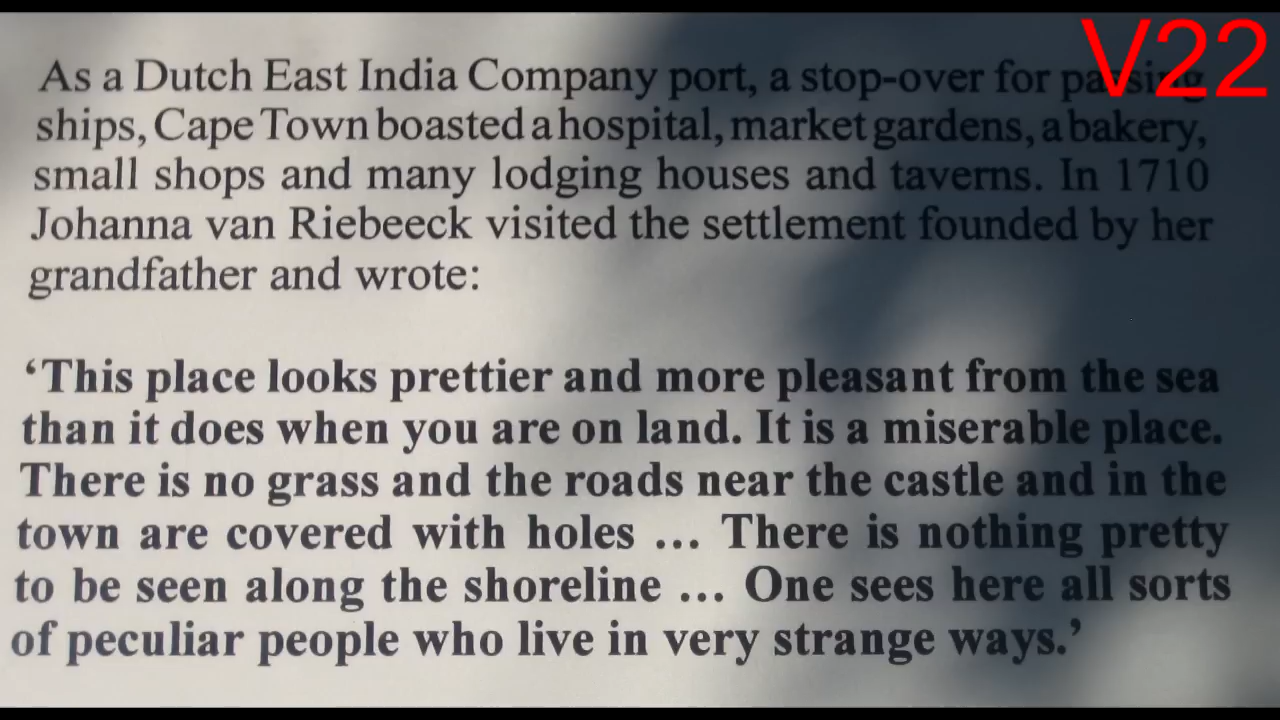 As a Dutch East India Company port, a stop-over for passing
V22
ships, Cape Town boasted a hospital, market gardens, a bakery,
small shops and many lodging houses and taverns. In 1710
Johanna van Riebeeck visited the settlement founded by her
grandfather and wrote:
‘This place looks prettier and more pleasant from the sea
than it does when you are on land. It is a miserable place.
There is no grass and the roads near the castle and in the
town are covered with holes ... There is nothing pretty
to be seen along the shoreline ... One sees here all sorts
of peculiar people who live in very strange ways.’